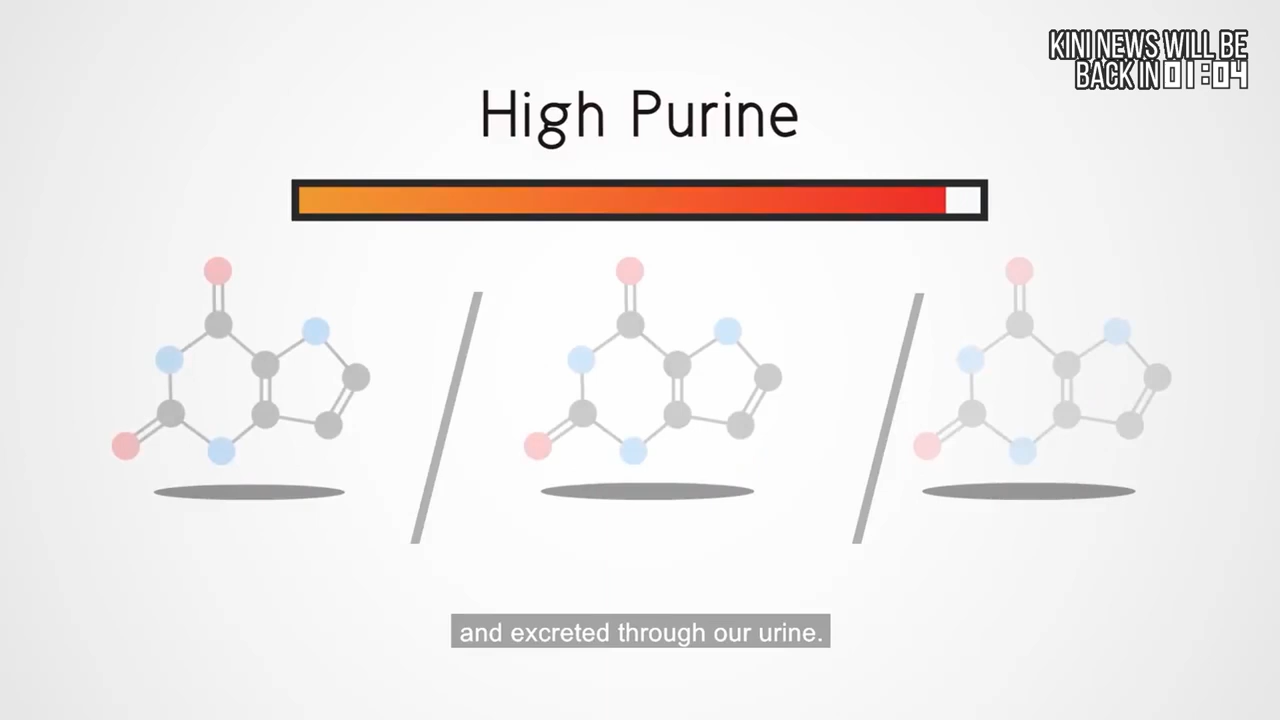 KINI NEWS WILL BE
BACK IN 01:04
High Purine
and excreted through our urine.